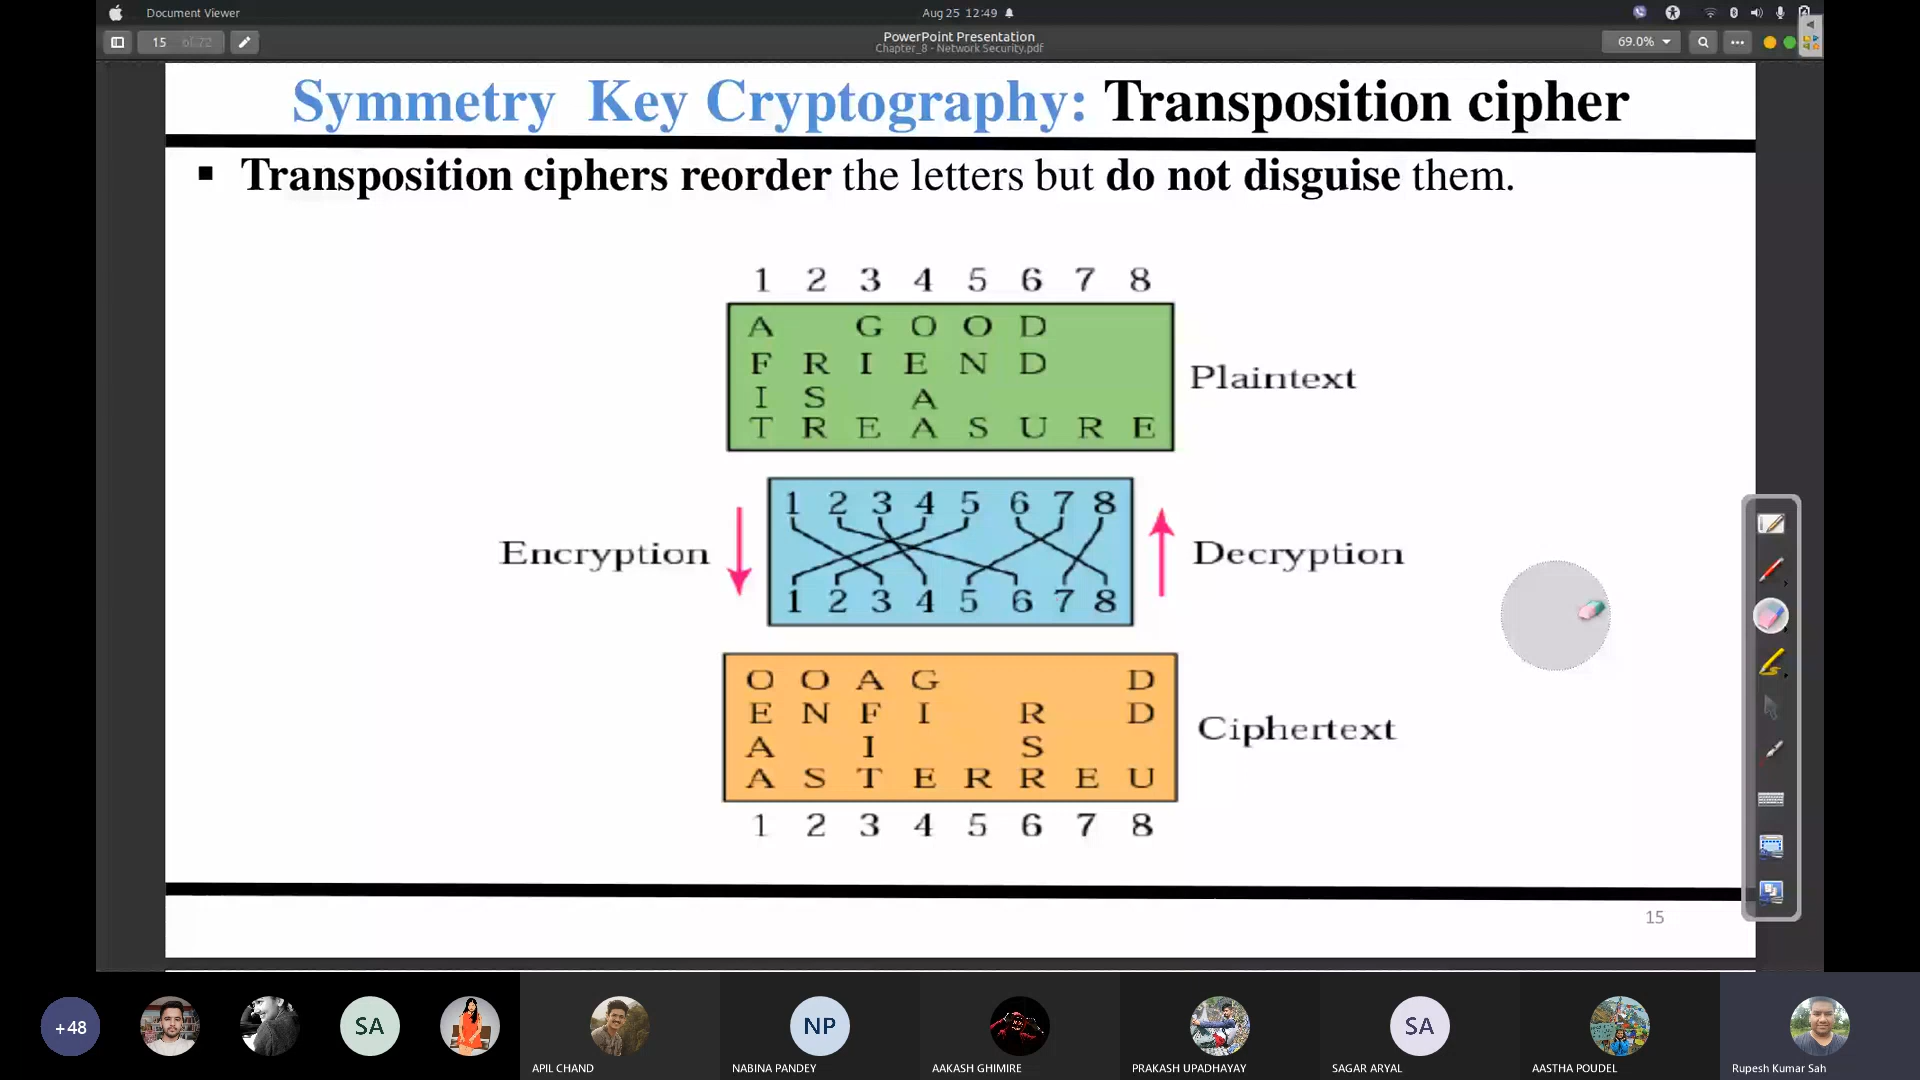 Document Viewer
Aug 25 12:49
15 of 72
PowerPoint Presentation
Chapter_8 - Network Security.pdf
69.0%
Symmetry Key Cryptography: Transposition cipher
Transposition ciphers reorder the letters but do not disguise them.
1 2 3 4 5 6 7 8
A G O O D
F R I E N D
I S A
T R E A S U R E
Plaintext
1 2 3 4 5 6 7 8
Encryption
Decryption
1 2 3 4 5 6 7 8
O O A G D
E N F I R D
A I S
A S T E R R E U
Ciphertext
1 2 3 4 5 6 7 8
15
+48
SA
NP
SA
APIL CHAND
NABINA PANDEY
AAKASH GHIMIRE
PRAKASH UPADHAYAY
SAGAR ARYAL
AASTHA POUDEL
Rupesh Kumar Sah